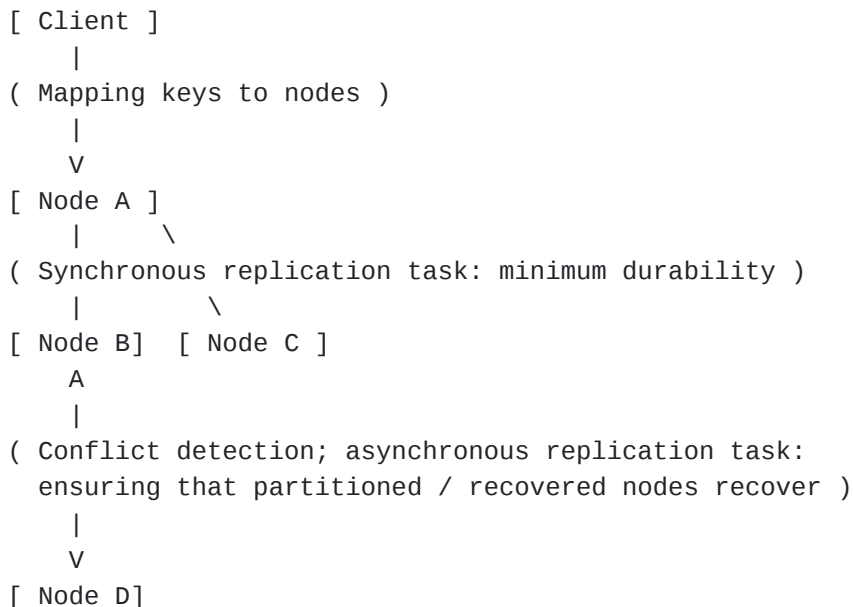 [ Client ]
|
( Mapping keys to nodes )
|
V
[ Node A ]
|     \
( Synchronous replication task: minimum durability )
|        \
[ Node B]  [ Node C ]
A
|
( Conflict detection; asynchronous replication task:
ensuring that partitioned / recovered nodes recover )
|
V
[ Node D]